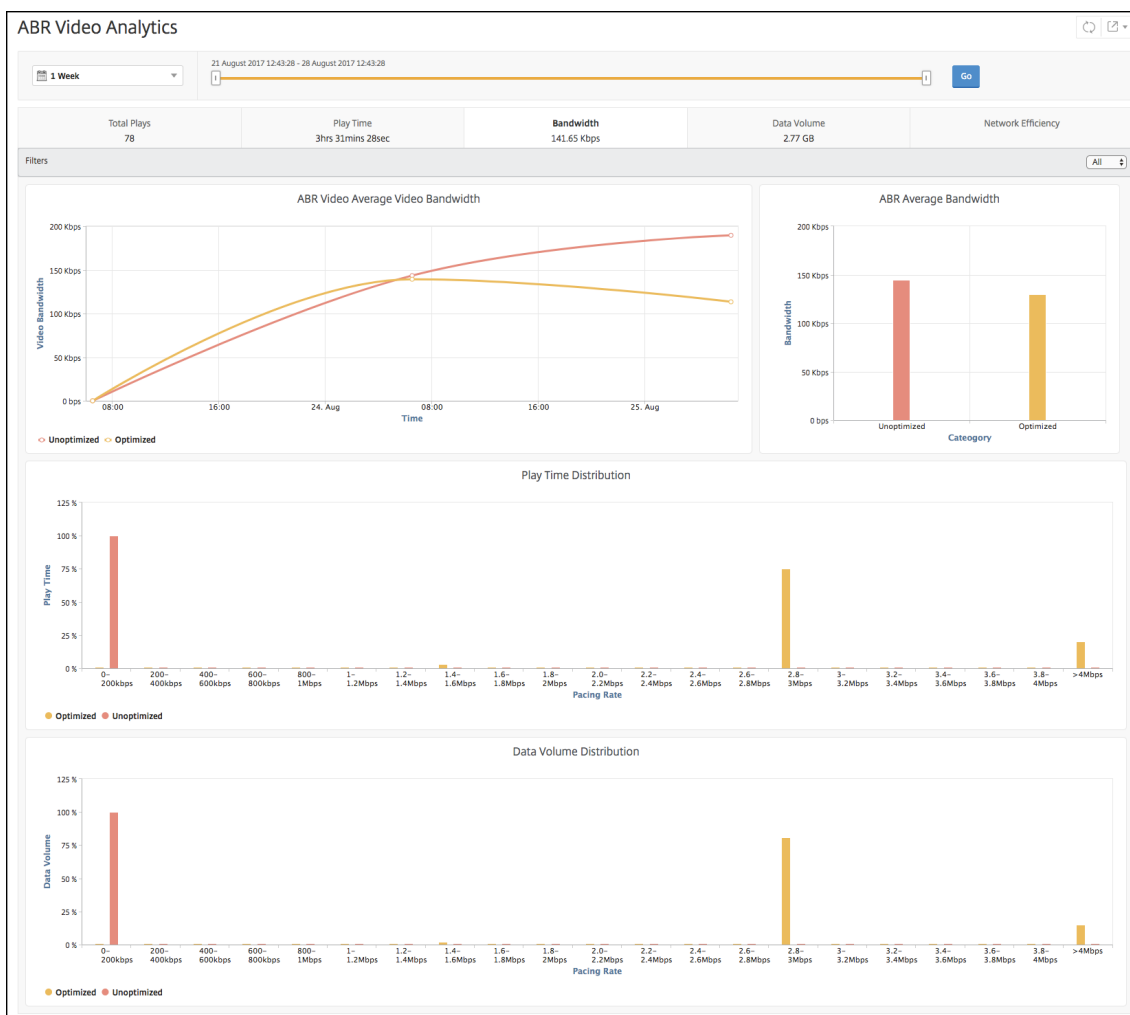 ABR Video Analytics
1 Week
21 August 2017 12:43:28 - 28 August 2017 12:43:28
Go
Total Plays
78
Play Time
3hrs 31mins 28sec
Bandwidth
141.65 Kbps
Data Volume
2.77 GB
Network Efficiency
Filters
All
ABR Video Average Video Bandwidth
200 Kbps
150 Kbps
100 Kbps
50 Kbps
0 bps
Video Bandwidth
08:00 16:00 24. Aug 08:00 16:00 25. Aug
Time
Unoptimized Optimized
ABR Average Bandwidth
200 Kbps
150 Kbps
100 Kbps
50 Kbps
0 bps
Bandwidth
Unoptimized Optimized
Cateogory
Play Time Distribution
125 %
100 %
75 %
50 %
25 %
0 %
Play Time
0– 200– 400– 600– 800– 1– 1.2– 1.4– 1.6– 1.8– 2.0– 2.2– 2.4– 2.6– 2.8– 3– 3.2– 3.4– 3.6– 3.8– >4Mbps
200kbps 400kbps 600kbps 800kbps 1Mbps 1.2Mbps 1.4Mbps 1.6Mbps 1.8Mbps 2Mbps 2.2Mbps 2.4Mbps 2.6Mbps 2.8Mbps 3Mbps 3.2Mbps 3.4Mbps 3.6Mbps 3.8Mbps 4Mbps
Pacing Rate
Optimized Unoptimized
Data Volume Distribution
125 %
100 %
75 %
50 %
25 %
0 %
Data Volume
0– 200– 400– 600– 800– 1– 1.2– 1.4– 1.6– 1.8– 2.0– 2.2– 2.4– 2.6– 2.8– 3– 3.2– 3.4– 3.6– 3.8– >4Mbps
200kbps 400kbps 600kbps 800kbps 1Mbps 1.2Mbps 1.4Mbps 1.6Mbps 1.8Mbps 2Mbps 2.2Mbps 2.4Mbps 2.6Mbps 2.8Mbps 3Mbps 3.2Mbps 3.4Mbps 3.6Mbps 3.8Mbps 4Mbps
Pacing Rate
Optimized Unoptimized